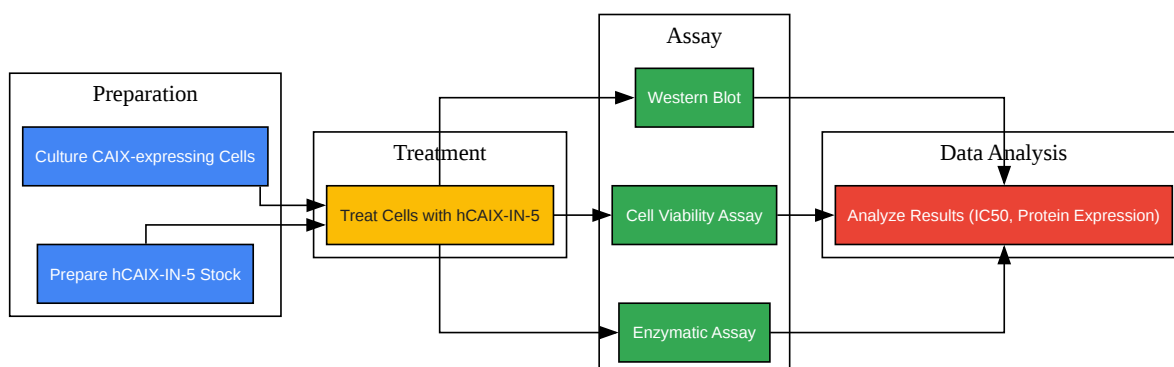 Preparation
Culture CAIX-expressing Cells
Prepare hCAIX-IN-5 Stock
Treatment
Treat Cells with hCAIX-IN-5
Assay
Western Blot
Cell Viability Assay
Enzymatic Assay
Data Analysis
Analyze Results (IC50, Protein Expression)